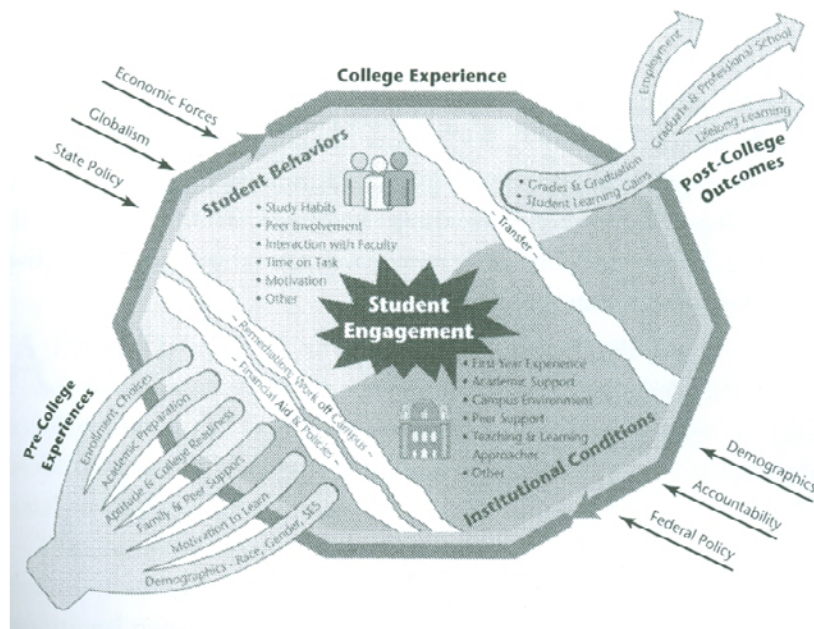 College Experience
Economic Forces
Globalism
State Policy
Employment
Graduate & Professional School
Lifelong Learning
• Grades & Graduation
• Student Learning Gains
Post-College
Outcomes
Student Behaviors
• Study Habits
• Peer Involvement
• Interaction with Faculty
• Time on Task
• Motivation
• Other
~ Transfer ~
Student
Engagement
~ Remediation, Work off Campus ~
~ Financial Aid & Policies ~
• First Year Experience
• Academic Support
• Campus Environment
• Peer Support
• Teaching & Learning
Approaches
• Other
Institutional Conditions
Pre-College
Experiences
Enrollment Choices
Academic Preparation
Aptitude & College Readiness
Family & Peer Support
Motivation to Learn
Demographics - Race, Gender, SES
Demographics
Accountability
Federal Policy